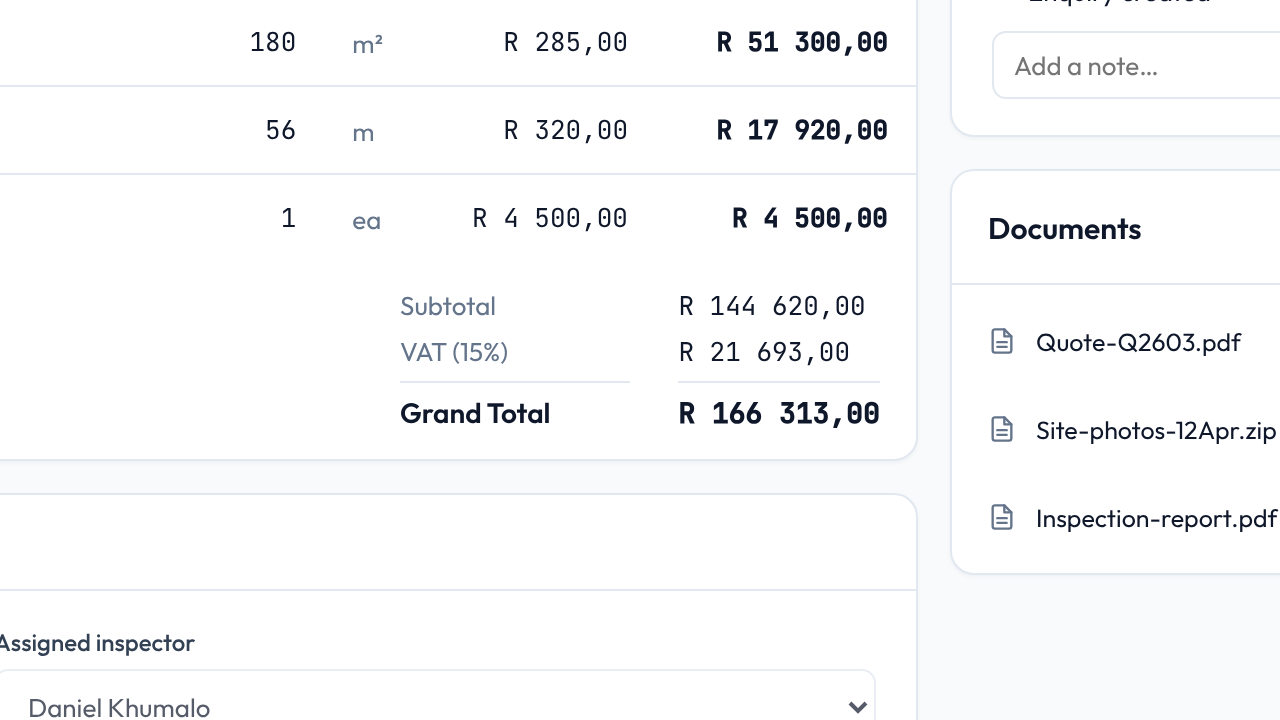 180 m² R 285,00 R 51 300,00
56 m R 320,00 R 17 920,00
1 ea R 4 500,00 R 4 500,00
Subtotal R 144 620,00
VAT (15%) R 21 693,00
Grand Total R 166 313,00
Assigned inspector
Daniel Khumalo
Enquiry created
Add a note…
Documents
Quote-Q2603.pdf
Site-photos-12Apr.zip
Inspection-report.pdf